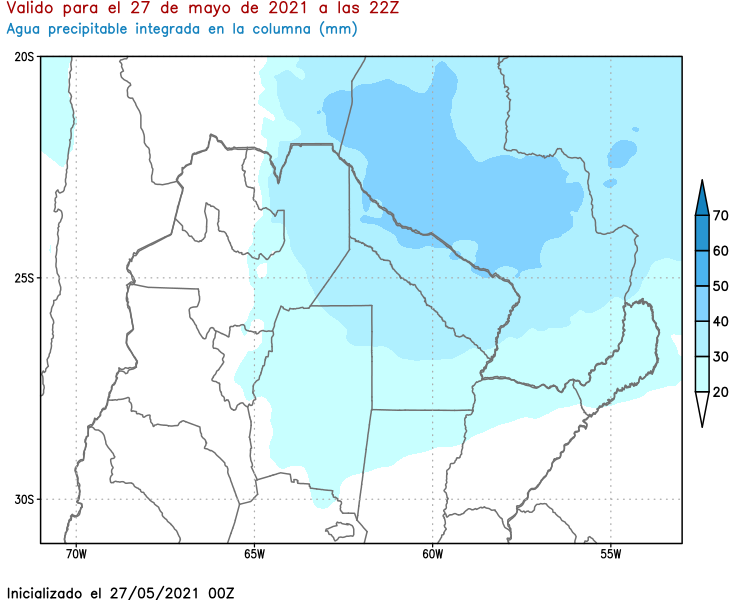 Valido para el 27 de mayo de 2021 a las 22Z
Agua precipitable integrada en la columna (mm)
20S
25S
30S
70W
65W
60W
55W
70
60
50
40
30
20
Inicializado el 27/05/2021 00Z